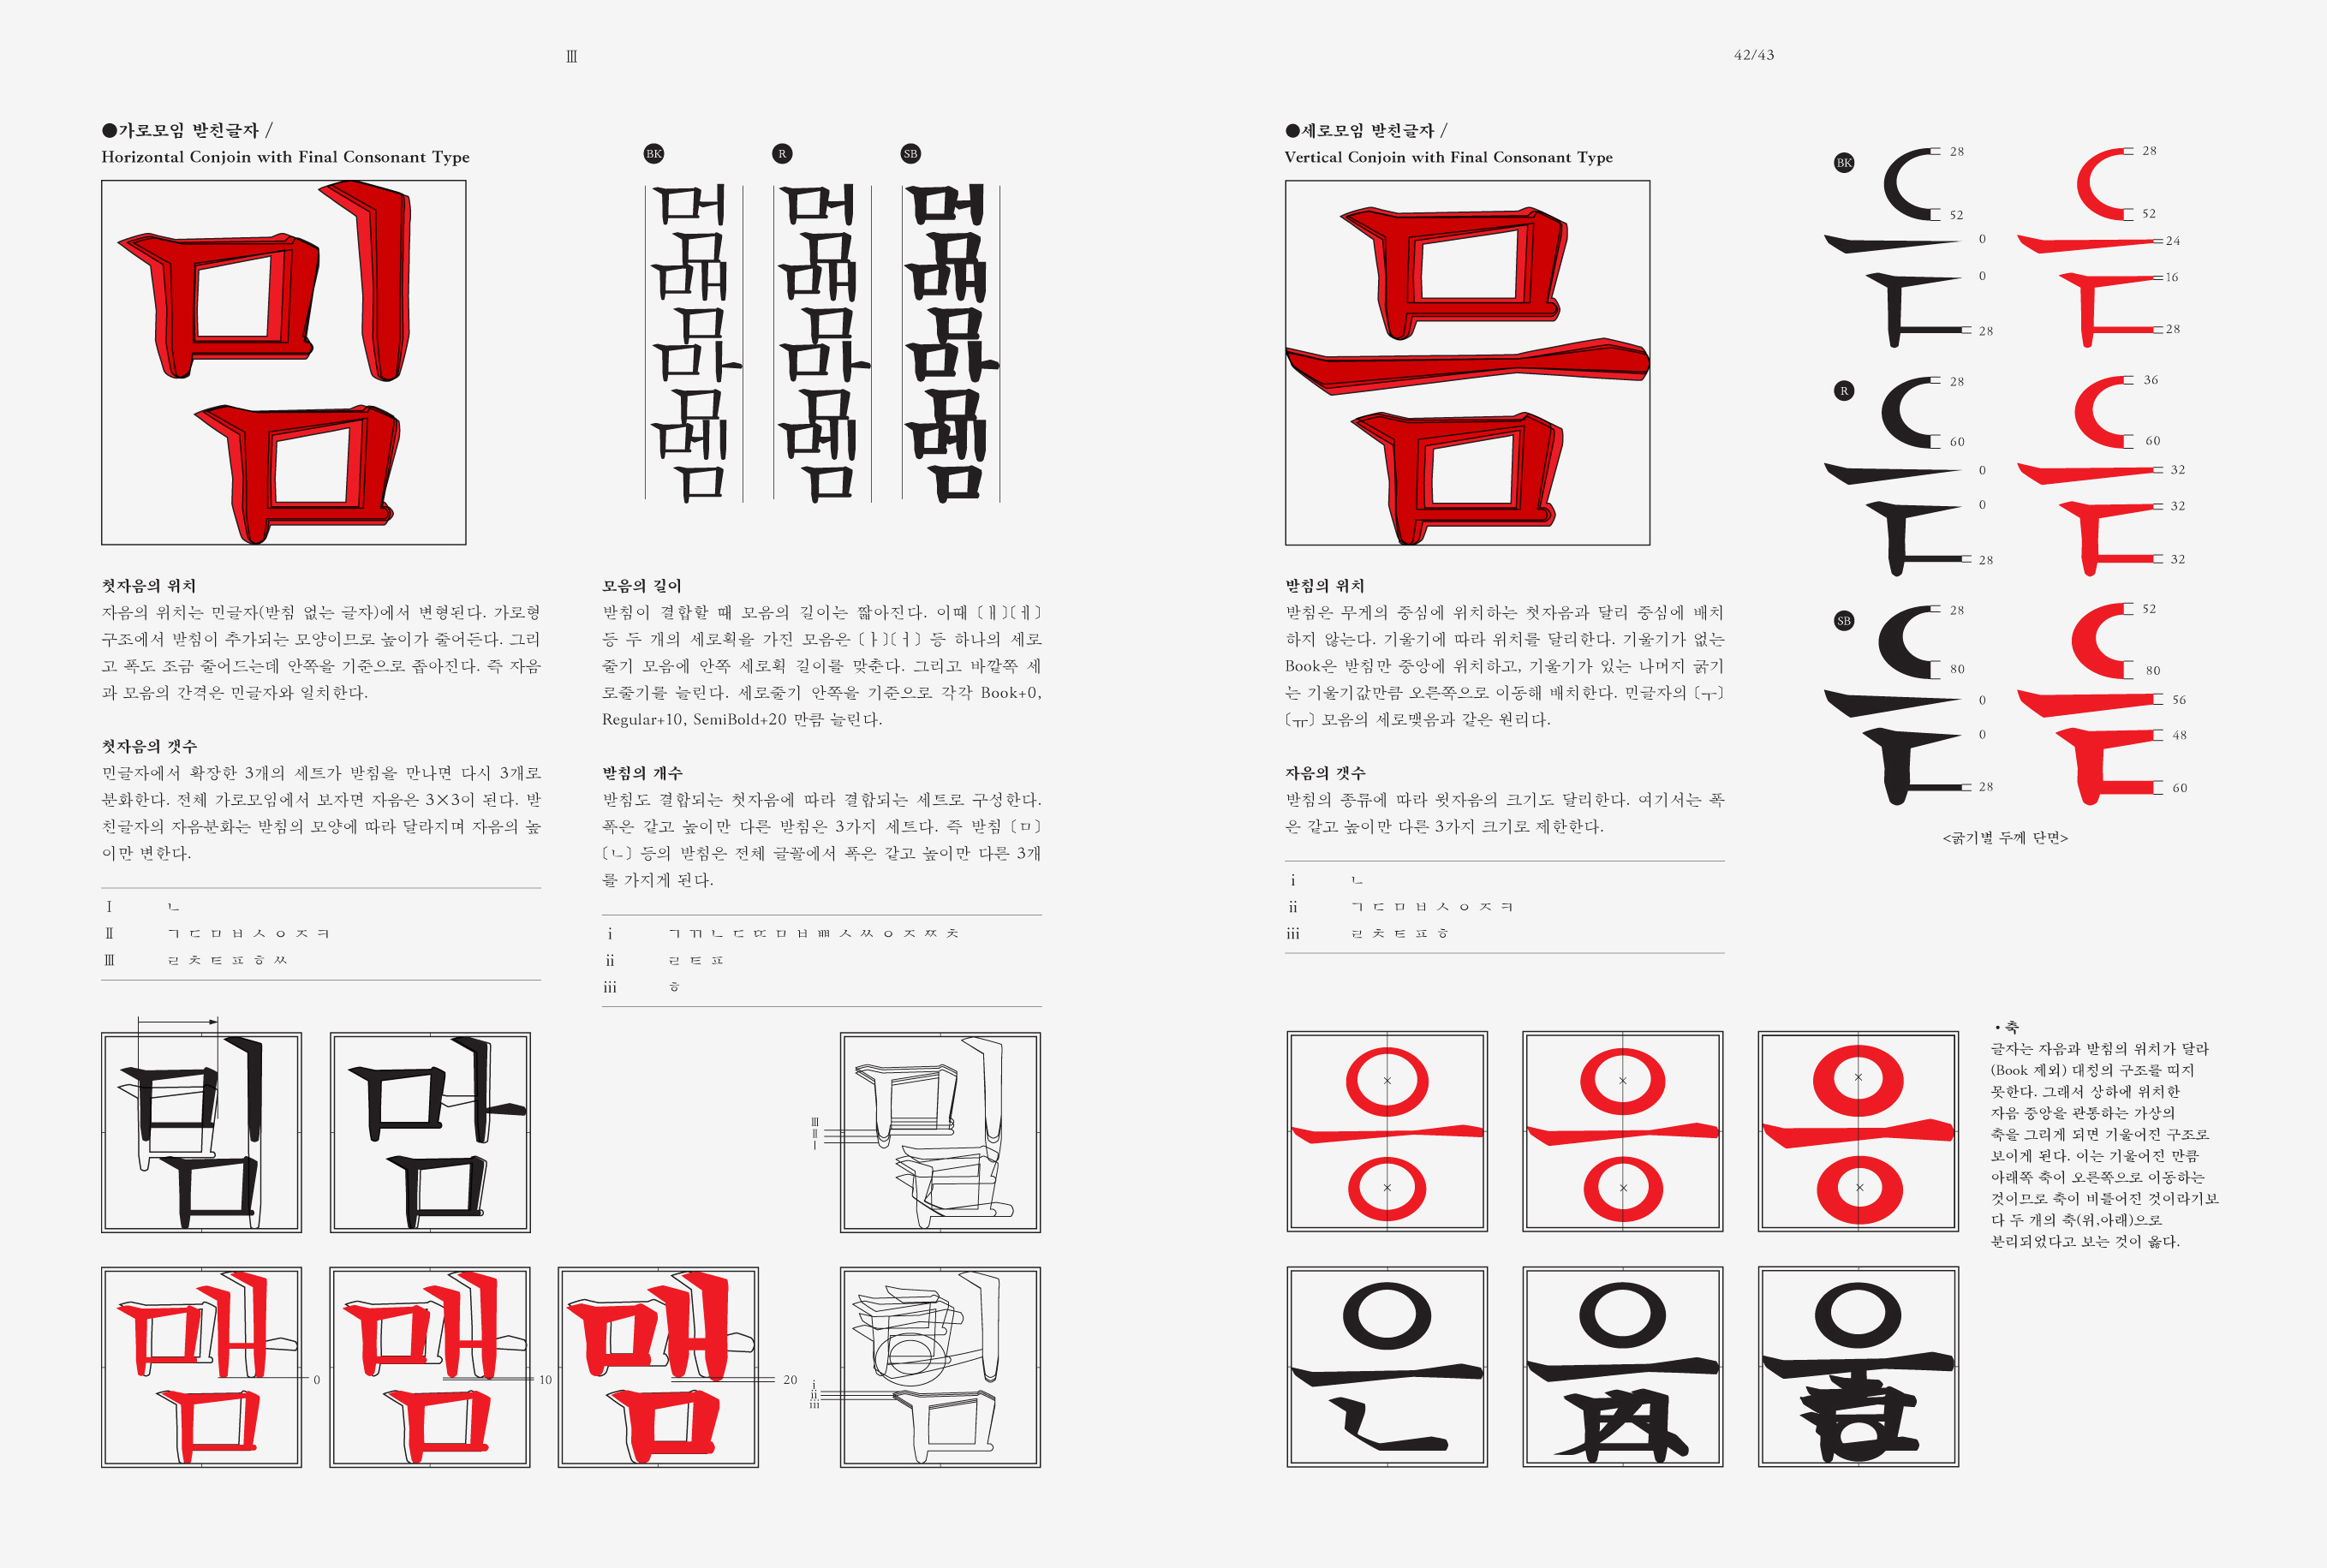 Ⅲ
42/43
●가로모임 받친글자 /
Horizontal Conjoin with Final Consonant Type
BK
R
SB
멈
맴
맘
멤
멈
맴
맘
멤
멈
맴
맘
멤
밈
첫자음의 위치
자음의 위치는 민글자(받침 없는 글자)에서 변형된다. 가로형
구조에서 받침이 추가되는 모양이므로 높이가 줄어든다. 그리
고 폭도 조금 줄어드는데 안쪽을 기준으로 좁아진다. 즉 자음
과 모음의 간격은 민글자와 일치한다.
첫자음의 갯수
민글자에서 확장한 3개의 세트가 받침을 만나면 다시 3개로
분화한다. 전체 가로모임에서 보자면 자음은 3×3이 된다. 받
친글자의 자음분화는 받침의 모양에 따라 달라지며 자음의 높
이만 변한다.
Ⅰ ㄴ
Ⅱ ㄱ ㄷ ㅁ ㅂ ㅅ ㅇ ㅈ ㅋ
Ⅲ ㄹ ㅊ ㅌ ㅍ ㅎ ㅆ
모음의 길이
받침이 결합할 때 모음의 길이는 짧아진다. 이때 〔ㅐ〕〔ㅔ〕
등 두 개의 세로획을 가진 모음은 〔ㅏ〕〔ㅓ〕 등 하나의 세로
줄기 모음에 안쪽 세로획 길이를 맞춘다. 그리고 바깥쪽 세
로줄기를 늘린다. 세로줄기 안쪽을 기준으로 각각 Book+0,
Regular+10, SemiBold+20 만큼 늘린다.
받침의 개수
받침도 결합되는 첫자음에 따라 결합되는 세트로 구성한다.
폭은 같고 높이만 다른 받침은 3가지 세트다. 즉 받침 〔ㅁ〕
〔ㄴ〕 등의 받침은 전체 글꼴에서 폭은 같고 높이만 다른 3개
를 가지게 된다.
i ㄱ ㄲ ㄴ ㄷ ㄸ ㅁ ㅂ ㅃ ㅅ ㅆ ㅇ ㅈ ㅉ ㅊ
ii ㄹ ㅌ ㅍ
iii ㅎ
밈
맘
Ⅲ
Ⅱ
Ⅰ
맴
0
맴
10
맴
20
i
ii
iii
●세로모임 받친글자 /
Vertical Conjoin with Final Consonant Type
믐
받침의 위치
받침은 무게의 중심에 위치하는 첫자음과 달리 중심에 배치
하지 않는다. 기울기에 따라 위치를 달리한다. 기울기가 없는
Book은 받침만 중앙에 위치하고, 기울기가 있는 나머지 굵기
는 기울기값만큼 오른쪽으로 이동해 배치한다. 민글자의 〔ㅜ〕
〔ㅠ〕 모음의 세로맺음과 같은 원리다.
자음의 갯수
받침의 종류에 따라 윗자음의 크기도 달리한다. 여기서는 폭
은 같고 높이만 다른 3가지 크기로 제한한다.
i ㄴ
ii ㄱ ㄷ ㅁ ㅂ ㅅ ㅇ ㅈ ㅋ
iii ㄹ ㅊ ㅌ ㅍ ㅎ
BK
28 28
52 52
0 24
0 16
28 28
R
28 36
60 60
0 32
0 32
28 32
SB
28 52
80 80
0 56
0 48
28 60
<굵기별 두께 단면>
응
응
응
은
• 축
글자는 자음과 받침의 위치가 달라
(Book 제외) 대칭의 구조를 띠지
못한다. 그래서 상하에 위치한
자음 중앙을 관통하는 가상의
축을 그리게 되면 기울어진 구조로
보이게 된다. 이는 기울어진 만큼
아래쪽 축이 오른쪽으로 이동하는
것이므로 축이 비틀어진 것이라기보
다 두 개의 축(위,아래)으로
분리되었다고 보는 것이 옳다.